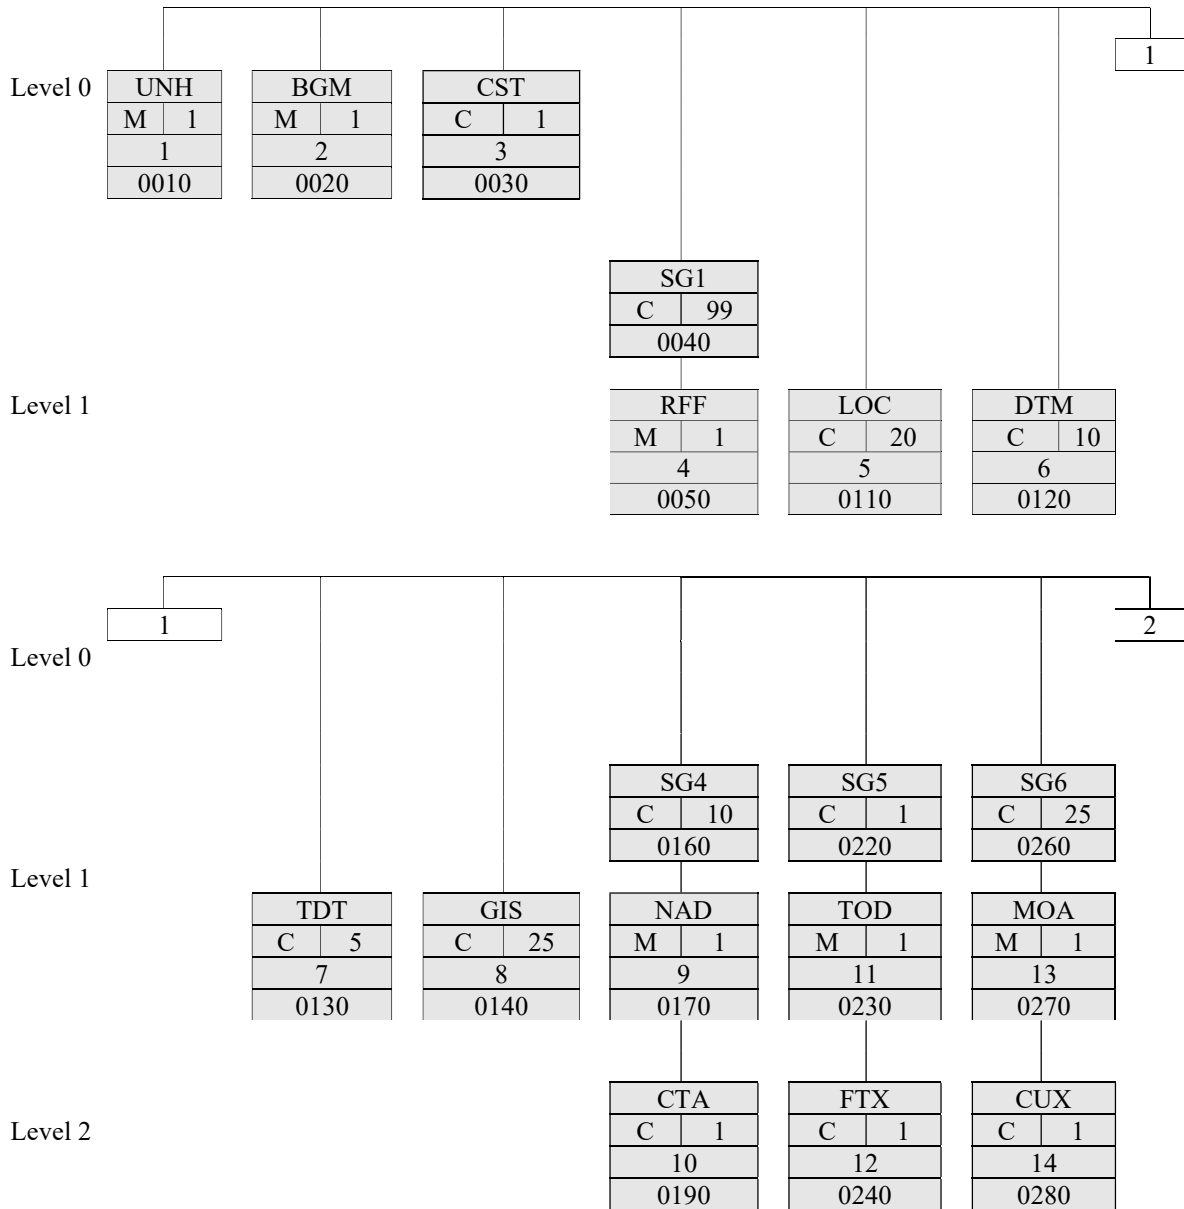 1
Level 0 UNH BGM CST
M 1 M 1 C 1
1 2 3
0010 0020 0030
SG1
C 99
0040
Level 1 RFF LOC DTM
M 1 C 20 C 10
4 5 6
0050 0110 0120
1 2
Level 0
SG4 SG5 SG6
C 10 C 1 C 25
0160 0220 0260
Level 1
TDT GIS NAD TOD MOA
C 5 C 25 M 1 M 1 M 1
7 8 9 11 13
0130 0140 0170 0230 0270
CTA FTX CUX
Level 2 C 1 C 1 C 1
10 12 14
0190 0240 0280